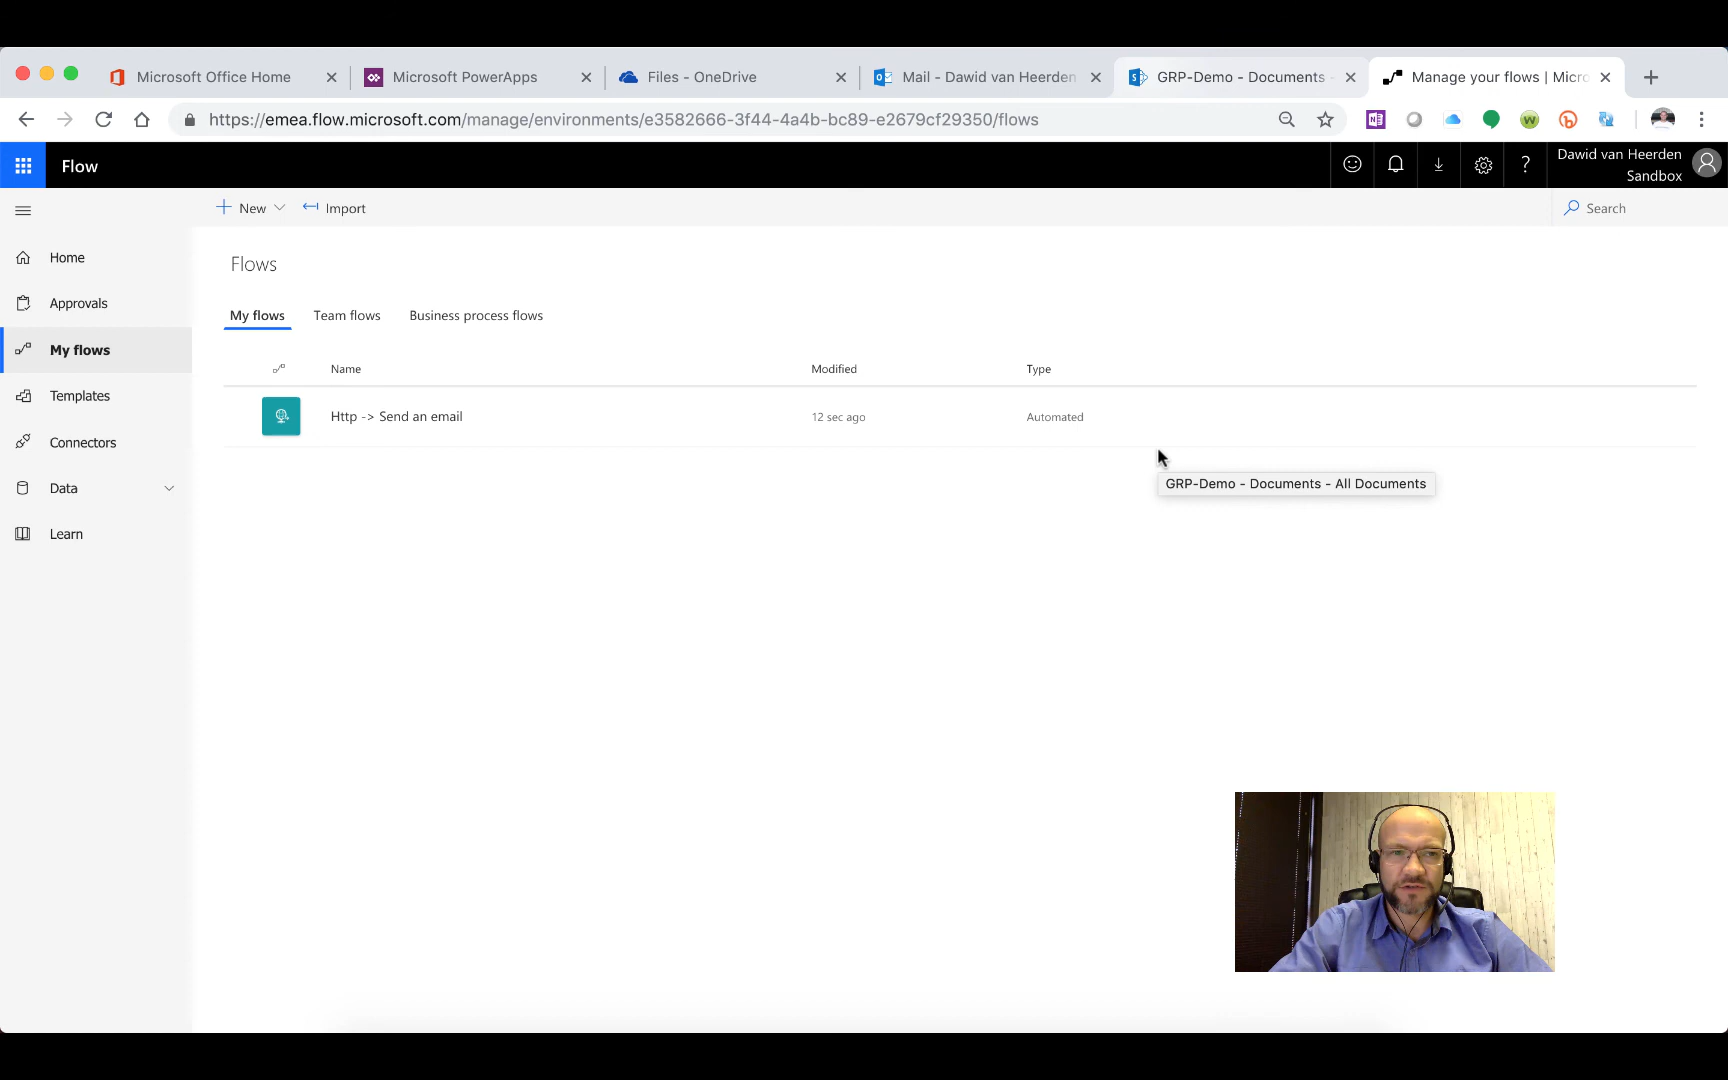 Microsoft Office Home
Microsoft PowerApps
Files - OneDrive
Mail - Dawid van Heerden
GRP-Demo - Documents -
Manage your flows | Micro
https://emea.flow.microsoft.com/manage/environments/e3582666-3f44-4a4b-bc89-e2679cf29350/flows
Flow
Dawid van Heerden
Sandbox
New
Import
Search
Home
Approvals
My flows
Templates
Connectors
Data
Learn
Flows
My flows
Team flows
Business process flows
Name
Modified
Type
Http -> Send an email
12 sec ago
Automated
GRP-Demo - Documents - All Documents